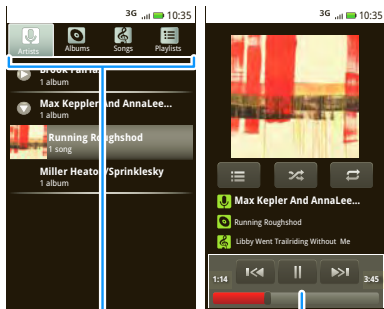 3G 10:35
Artists Albums Songs Playlists
1 album
Max Keppler And AnnaLee...
1 album
Running Roughshod
1 song
Miller Heaton/Sprinklesky
1 album
3G 10:35
Max Kepler And AnnaLee...
Running Roughshod
Libby Went Trailriding Without Me
1:14 3:45